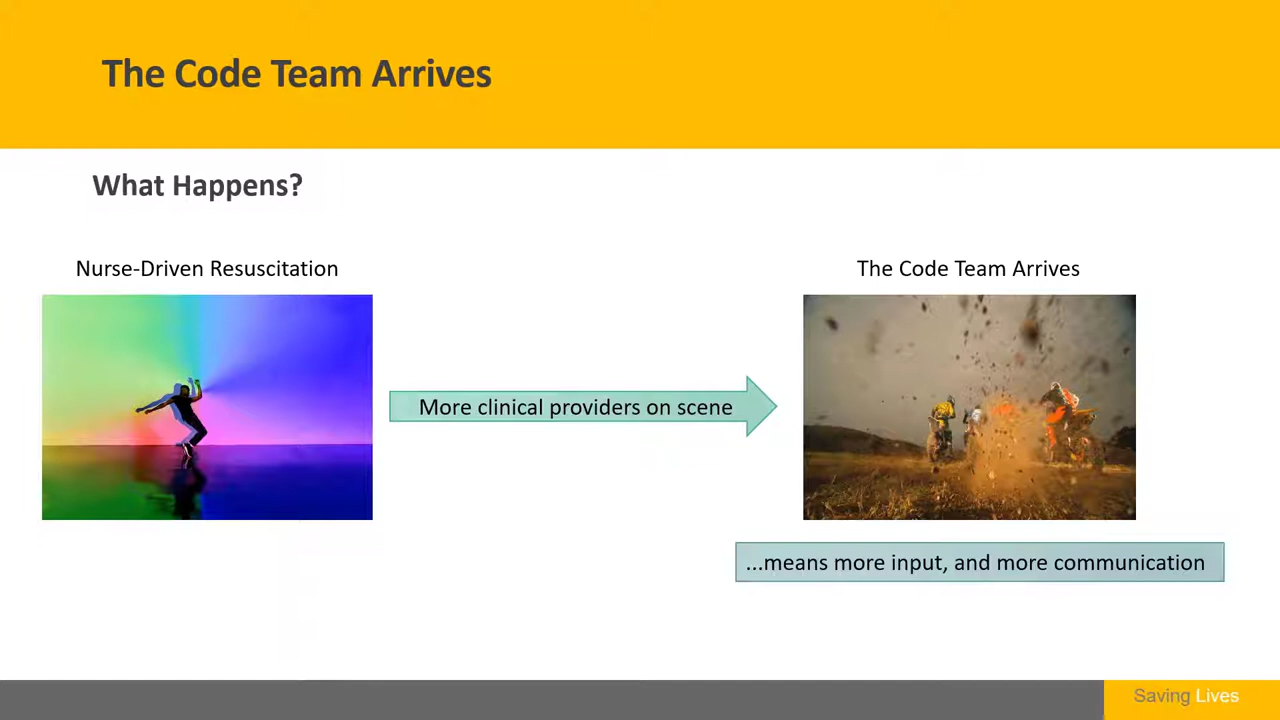 The Code Team Arrives
What Happens?
Nurse-Driven Resuscitation
The Code Team Arrives
More clinical providers on scene
...means more input, and more communication
Saving Lives